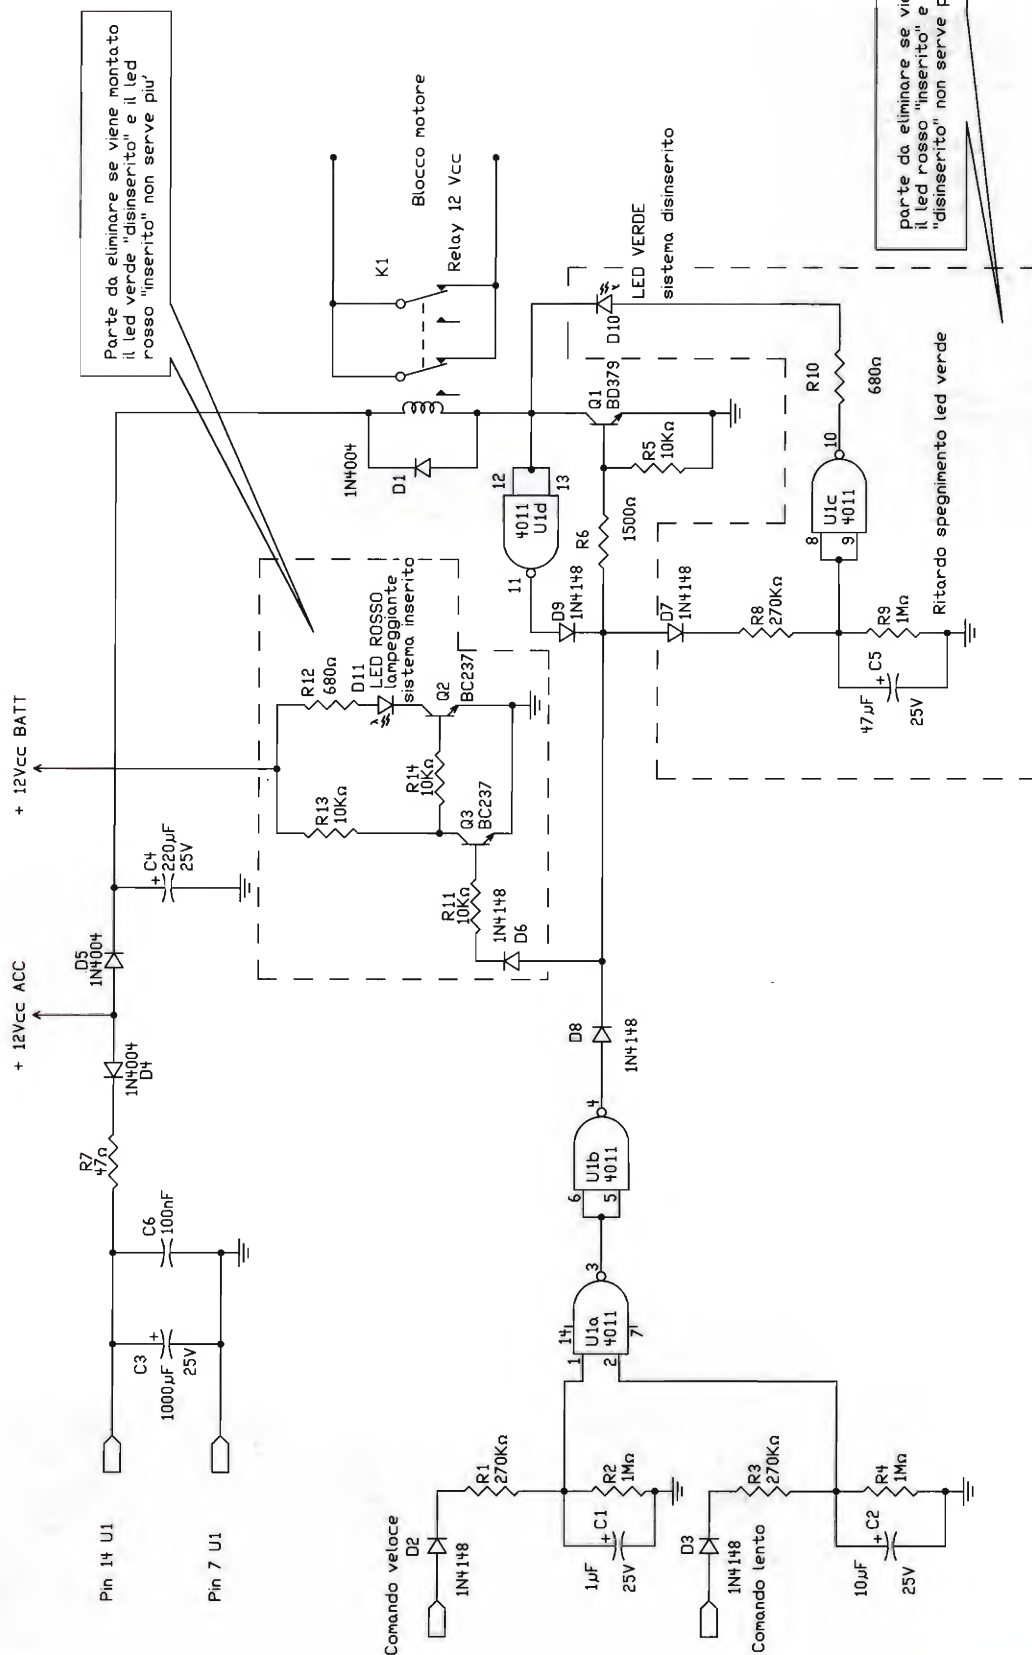 Parte da eliminare se viene montato
il led verde "disinserito" e il led
rosso "inserito" non serve piu'
parte da eliminare se
il led rosso "inserito" e
"disinserito" non serve
+ 12Vcc BATT
+ 12Vcc ACC
Pin 14 U1
Pin 7 U1
C3
1000µF
25V
C6
100nF
R7
47Ω
1N4004
D4
D5
1N4004
C4
220µF
25V
K1
Relay 12 Vcc
Blocco motore
1N4004
D1
R12
680Ω
D11
LED ROSSO
lampeggiante
sistema inserito
R13
10KΩ
R14
10KΩ
Q2
BC237
Q3
BC237
R11
10KΩ
1N4148
D6
12
13
4011
U1d
11
D9
1N4148
R6
1500Ω
Q1
BD379
R5
10KΩ
D10
LED VERDE
sistema disinserito
R10
680Ω
10
U1c
4011
8
9
D7
1N4148
R8
270KΩ
R9
1MΩ
C5
47µF
25V
Ritardo spegnimento led verde
D8
1N4148
4
U1b
4011
6
5
3
14
U1a
4011
7
1
2
Comando veloce
D2
1N4148
R1
270KΩ
R2
1MΩ
C1
1µF
25V
Comando lento
D3
1N4148
R3
270KΩ
R4
1MΩ
C2
10µF
25V